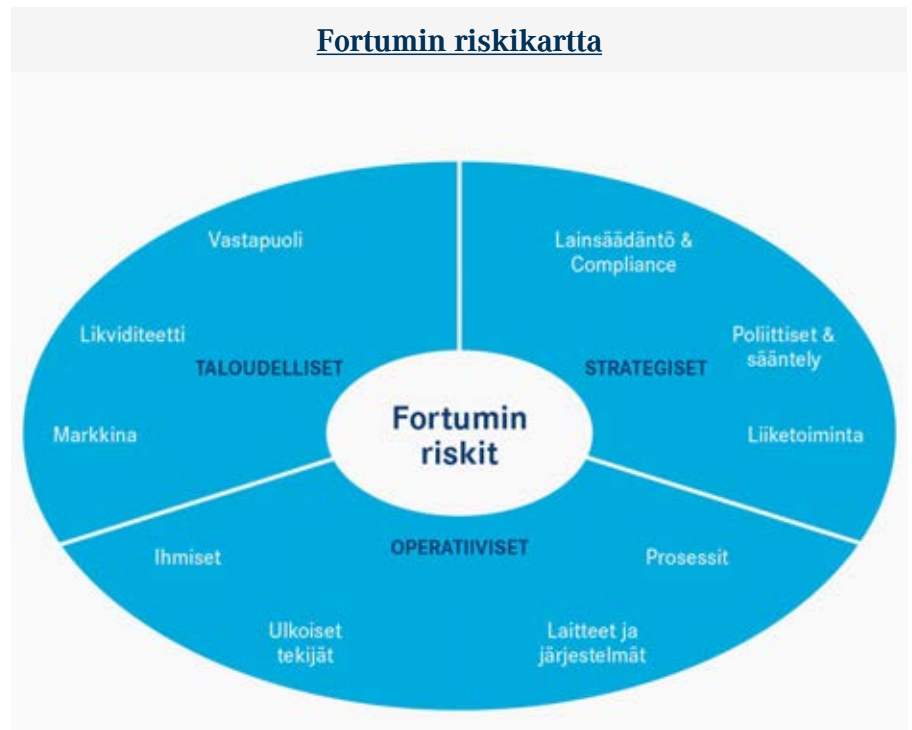 Fortumin riskikartta
Vastapuoli
Likviditeetti
TALOUDELLISET
Markkina
Lainsäädäntö &
Compliance
Poliittiset &
sääntely
STRATEGISET
Liiketoiminta
Fortumin
riskit
OPERATIIVISET
Ihmiset
Prosessit
Ulkoiset
tekijät
Laitteet ja
järjestelmät